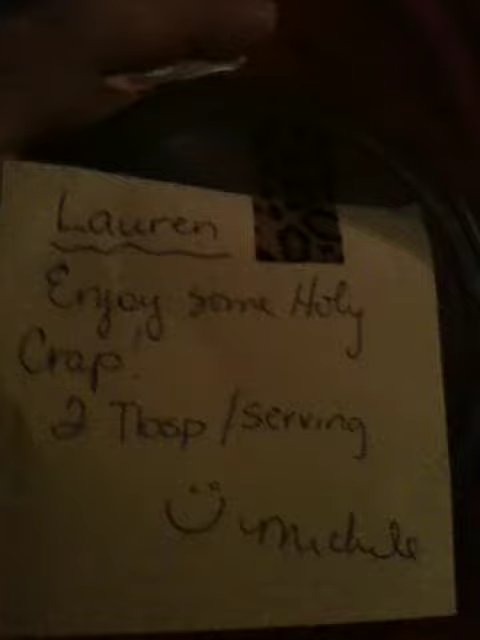 Lauren
Enjoy some Holy
Crap!
2 Tbsp/serving
Michele